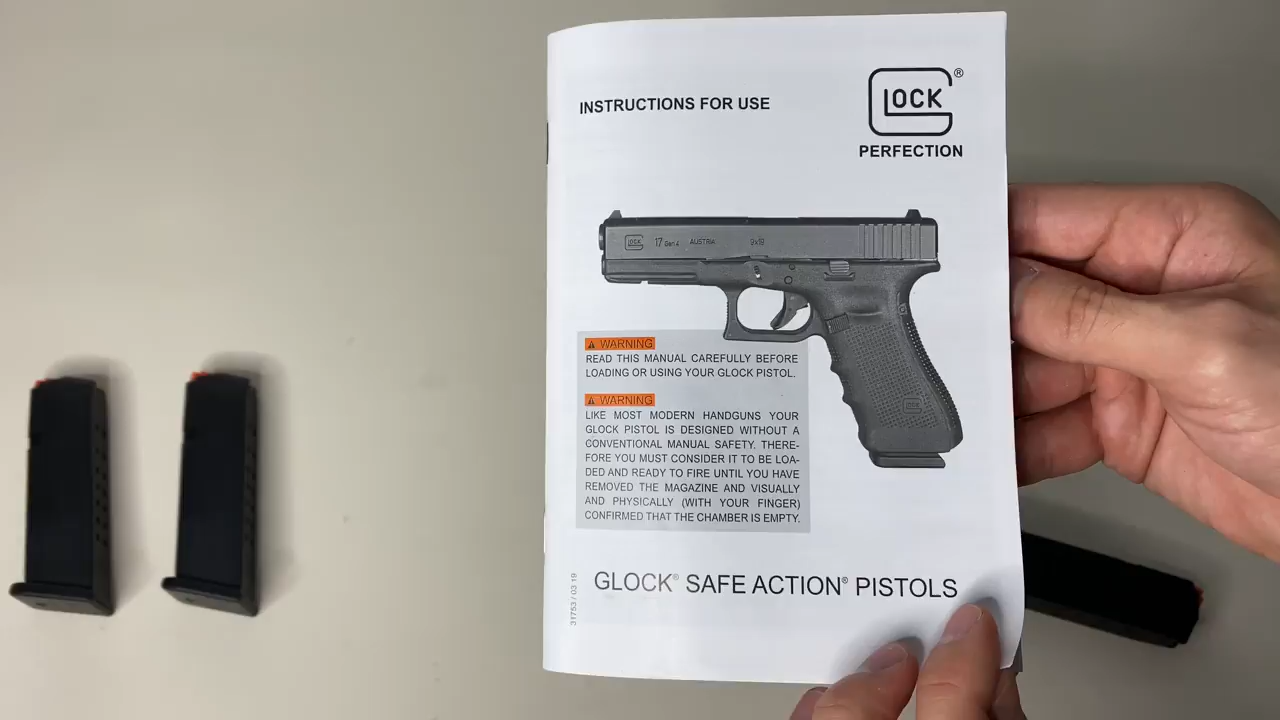 INSTRUCTIONS FOR USE
GLOCK ®
PERFECTION
GLOCK 17 Gen4 AUSTRIA 9x19
WARNING
READ THIS MANUAL CAREFULLY BEFORE
LOADING OR USING YOUR GLOCK PISTOL.
WARNING
LIKE MOST MODERN HANDGUNS YOUR
GLOCK PISTOL IS DESIGNED WITHOUT A
CONVENTIONAL MANUAL SAFETY. THERE-
FORE YOU MUST CONSIDER IT TO BE LOA-
DED AND READY TO FIRE UNTIL YOU HAVE
REMOVED THE MAGAZINE AND VISUALLY
AND PHYSICALLY (WITH YOUR FINGER)
CONFIRMED THAT THE CHAMBER IS EMPTY.
GLOCK
31753 / 03 19
GLOCK® SAFE ACTION® PISTOLS